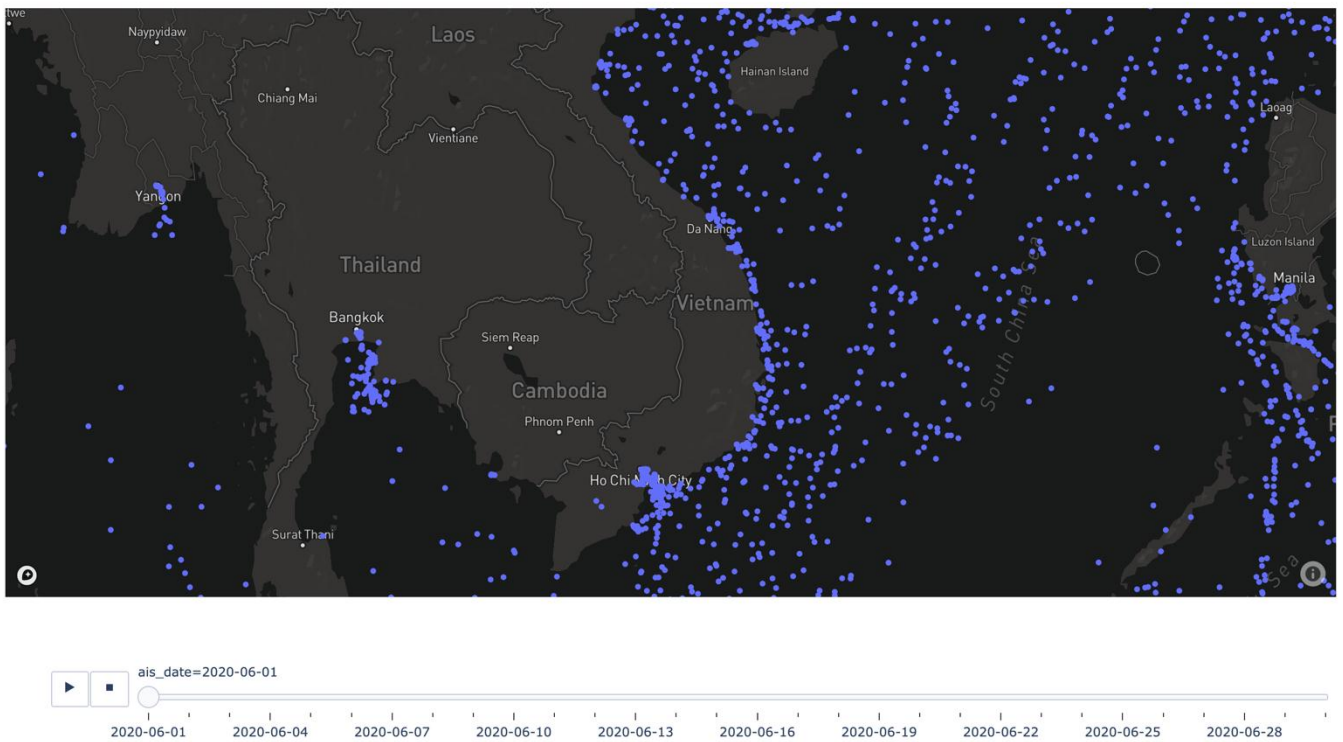 twe
Naypyidaw
Laos
Hainan Island
Chiang Mai
Laoag
Vientiane
Yangon
Da Nang
Luzon Island
Thailand
South China Sea
Manila
Vietnam
Bangkok
Siem Reap
Cambodia
Phnom Penh
Ho Chi Minh City
Surat Thani
Sea
ais_date=2020-06-01
2020-06-01 2020-06-04 2020-06-07 2020-06-10 2020-06-13 2020-06-16 2020-06-19 2020-06-22 2020-06-25 2020-06-28